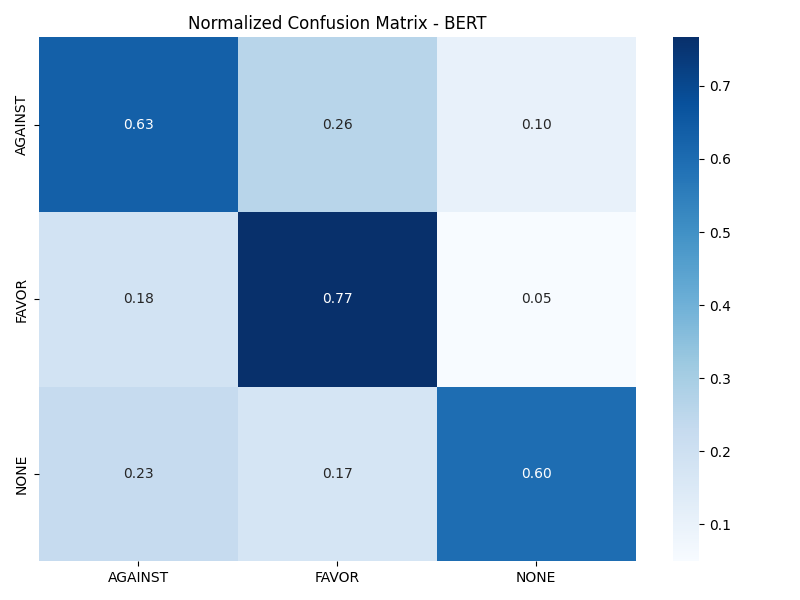 Normalized Confusion Matrix - BERT
AGAINST
0.63 0.26 0.10
FAVOR
0.18 0.77 0.05
NONE
0.23 0.17 0.60
AGAINST FAVOR NONE
0.7
0.6
0.5
0.4
0.3
0.2
0.1